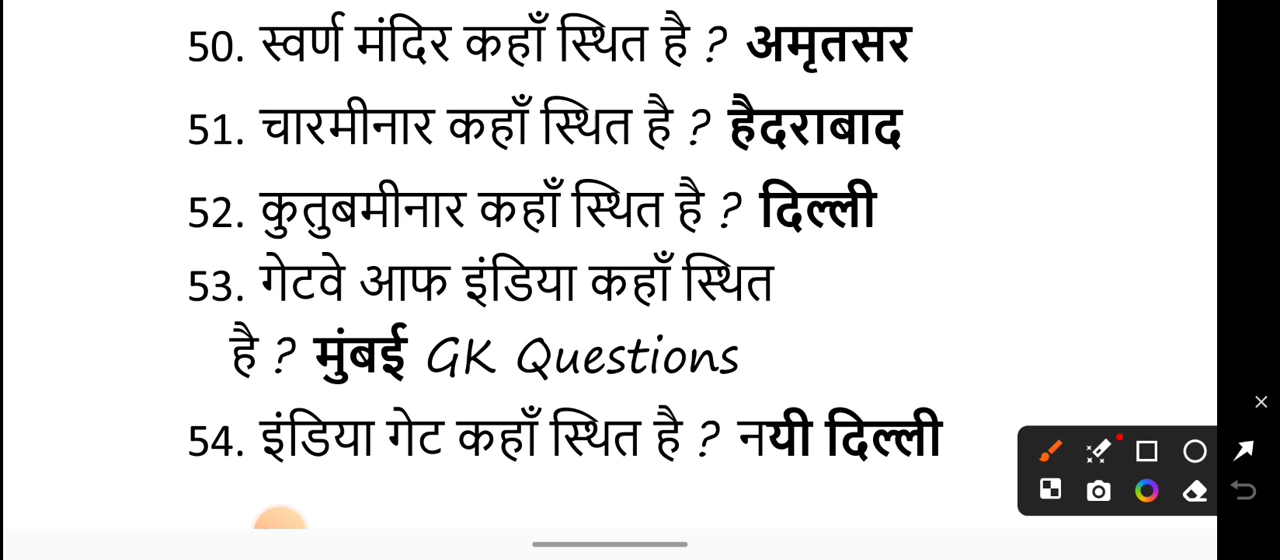 50. स्वर्ण मंदिर कहाँ स्थित है ? अमृतसर
51. चारमीनार कहाँ स्थित है ? हैदराबाद
52. कुतुबमीनार कहाँ स्थित है ? दिल्ली
53. गेटवे आफ इंडिया कहाँ स्थित
है ? मुंबई GK Questions
54. इंडिया गेट कहाँ स्थित है ? नयी दिल्ली